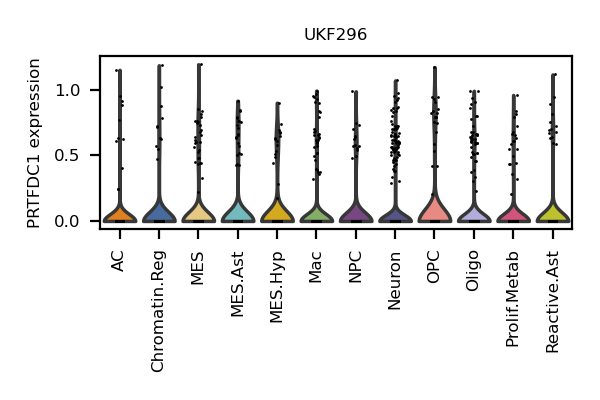 UKF296
PRTFDC1 expression
1.0
0.5
0.0
AC
Chromatin.Reg
MES
MES.Ast
MES.Hyp
Mac
NPC
Neuron
OPC
Oligo
Prolif.Metab
Reactive.Ast